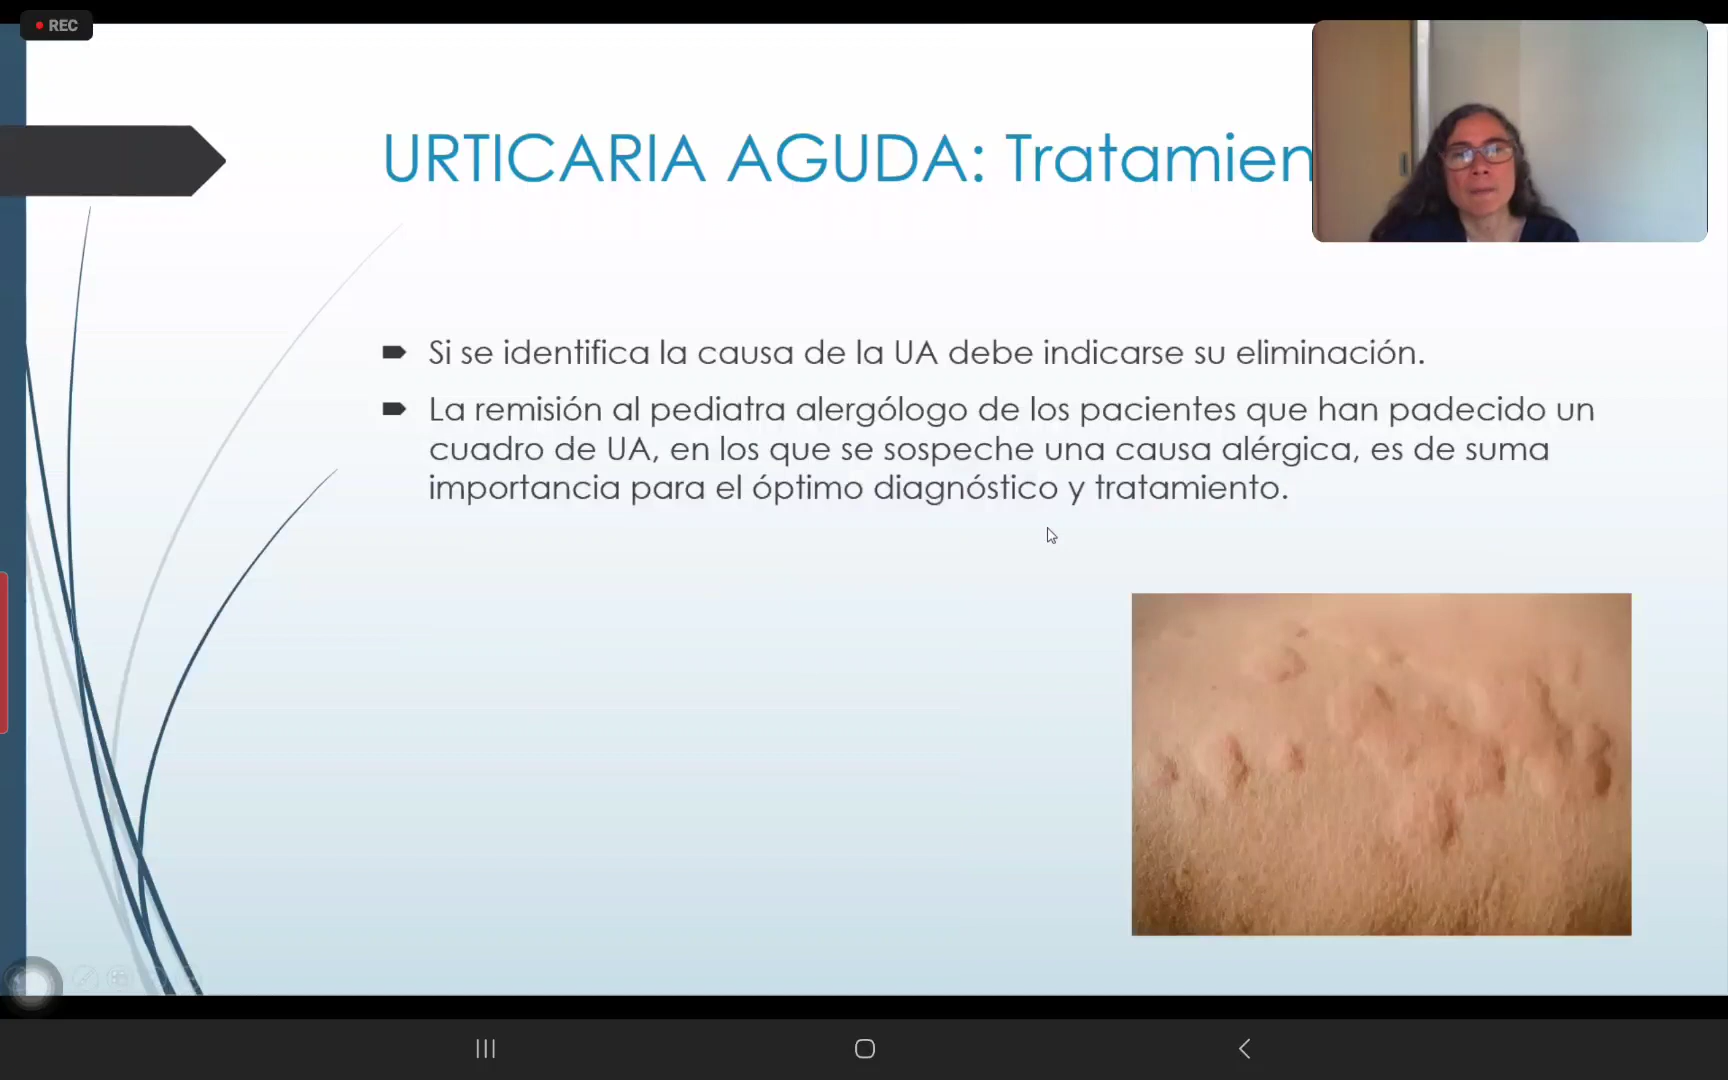 REC
URTICARIA AGUDA: Tratamien
Si se identifica la causa de la UA debe indicarse su eliminación.
La remisión al pediatra alergólogo de los pacientes que han padecido un
cuadro de UA, en los que se sospeche una causa alérgica, es de suma
importancia para el óptimo diagnóstico y tratamiento.